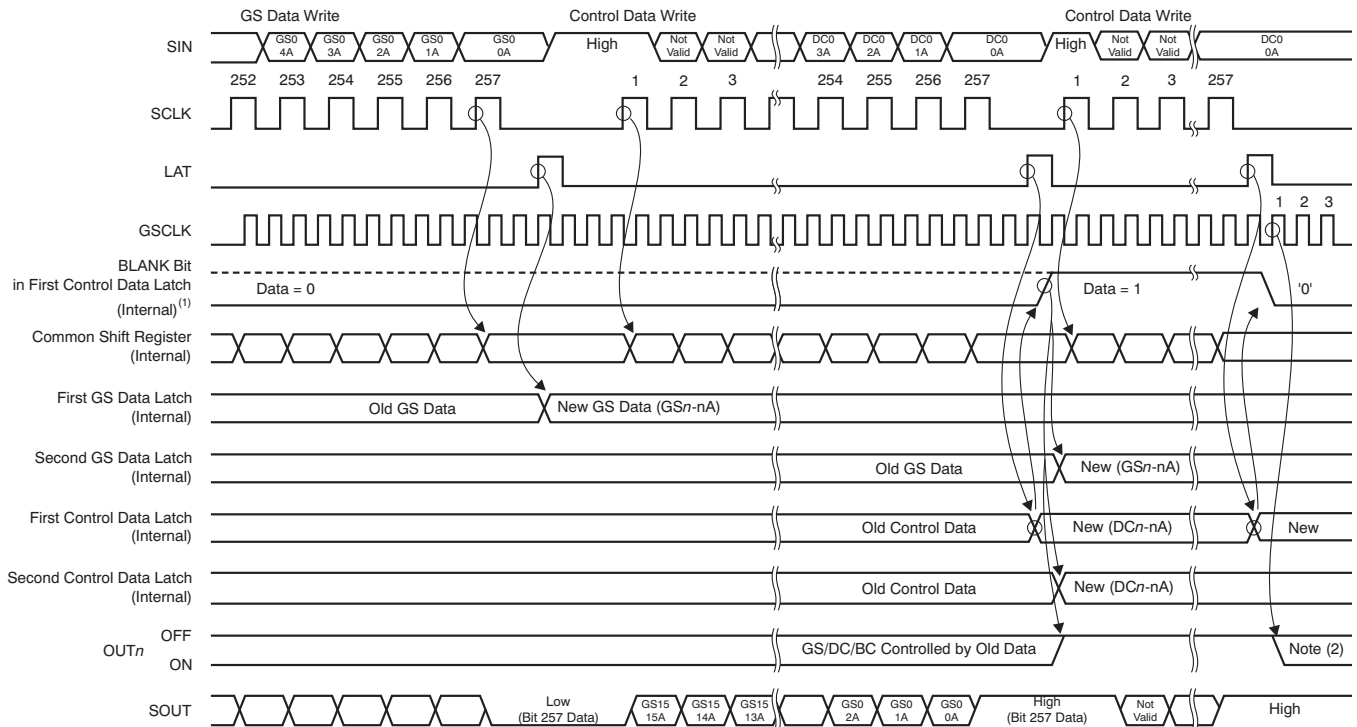 GS Data Write Control Data Write Control Data Write
SIN GS0 4A GS0 3A GS0 2A GS0 1A GS0 0A High Not Valid Not Valid DC0 3A DC0 2A DC0 1A DC0 0A High Not Valid Not Valid DC0 0A
252 253 254 255 256 257 1 2 3 254 255 256 257 1 2 3 257
SCLK
LAT
1 2 3
GSCLK
BLANK Bit
in First Control Data Latch
(Internal)(1)
Data = 0 Data = 1 '0'
Common Shift Register
(Internal)
First GS Data Latch
(Internal)
Old GS Data New GS Data (GSn-nA)
Second GS Data Latch
(Internal)
Old GS Data New (GSn-nA)
First Control Data Latch
(Internal)
Old Control Data New (DCn-nA) New
Second Control Data Latch
(Internal)
Old Control Data New (DCn-nA)
OFF
OUTn
ON
GS/DC/BC Controlled by Old Data Note (2)
SOUT Low (Bit 257 Data) GS15 15A GS15 14A GS15 13A GS0 2A GS0 1A GS0 0A High (Bit 257 Data) Not Valid High